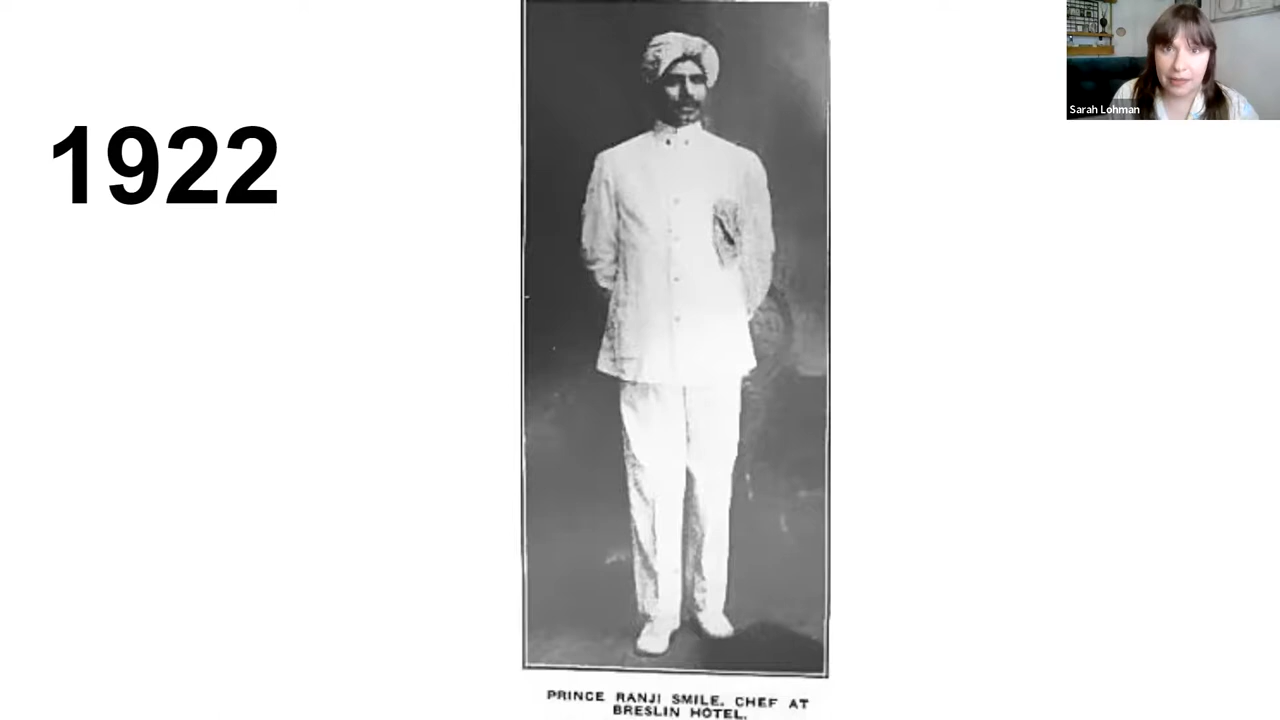 1922
Sarah Lohman
PRINCE RANJI SMILE, CHEF AT
BRESLIN HOTEL.